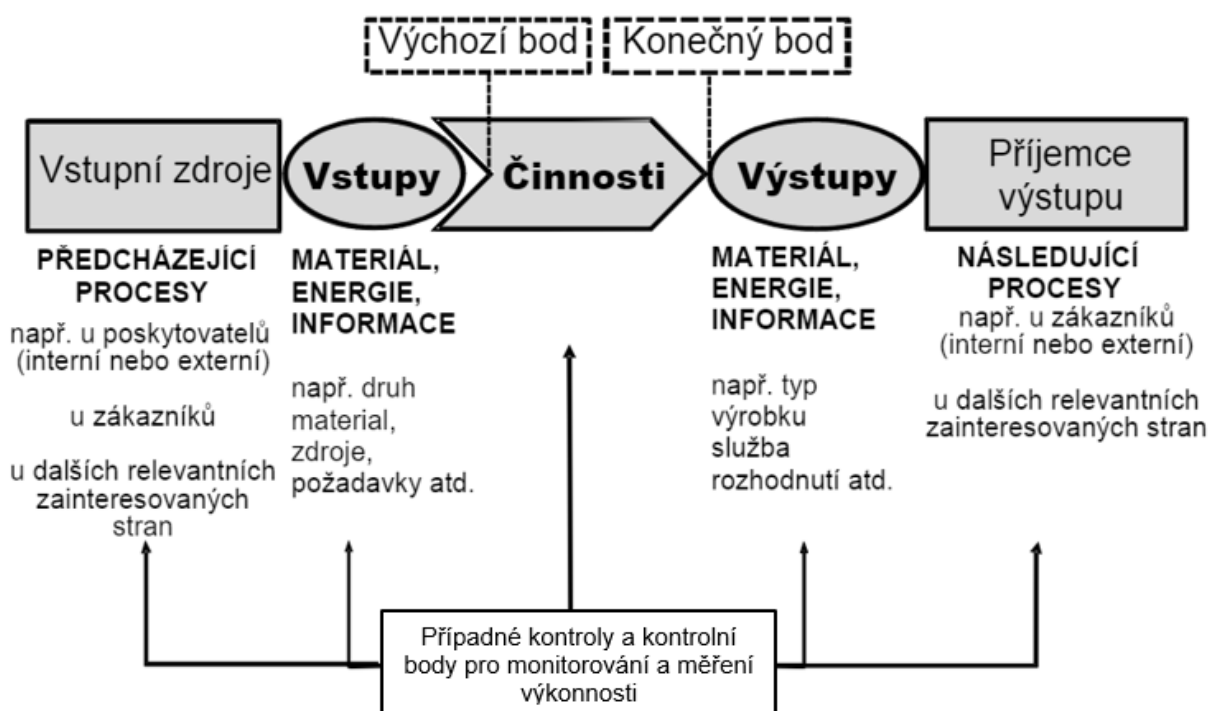 Výchozí bod
Konečný bod
Vstupní zdroje
Vstupy
Činnosti
Výstupy
Příjemce
výstupu
PŘEDCHÁZEJÍCÍ
PROCESY
např. u poskytovatelů
(interní nebo externí)
u zákazníků
u dalších relevantních
zainteresovaných
stran
MATERIÁL,
ENERGIE,
INFORMACE
např. druh
material,
zdroje,
požadavky atd.
MATERIÁL,
ENERGIE,
INFORMACE
např. typ
výrobku
služba
rozhodnutí atd.
NÁSLEDUJÍCÍ
PROCESY
např. u zákazníků
(interní nebo externí)
u dalších relevantních
zainteresovaných stran
Případné kontroly a kontrolní
body pro monitorování a měření
výkonnosti